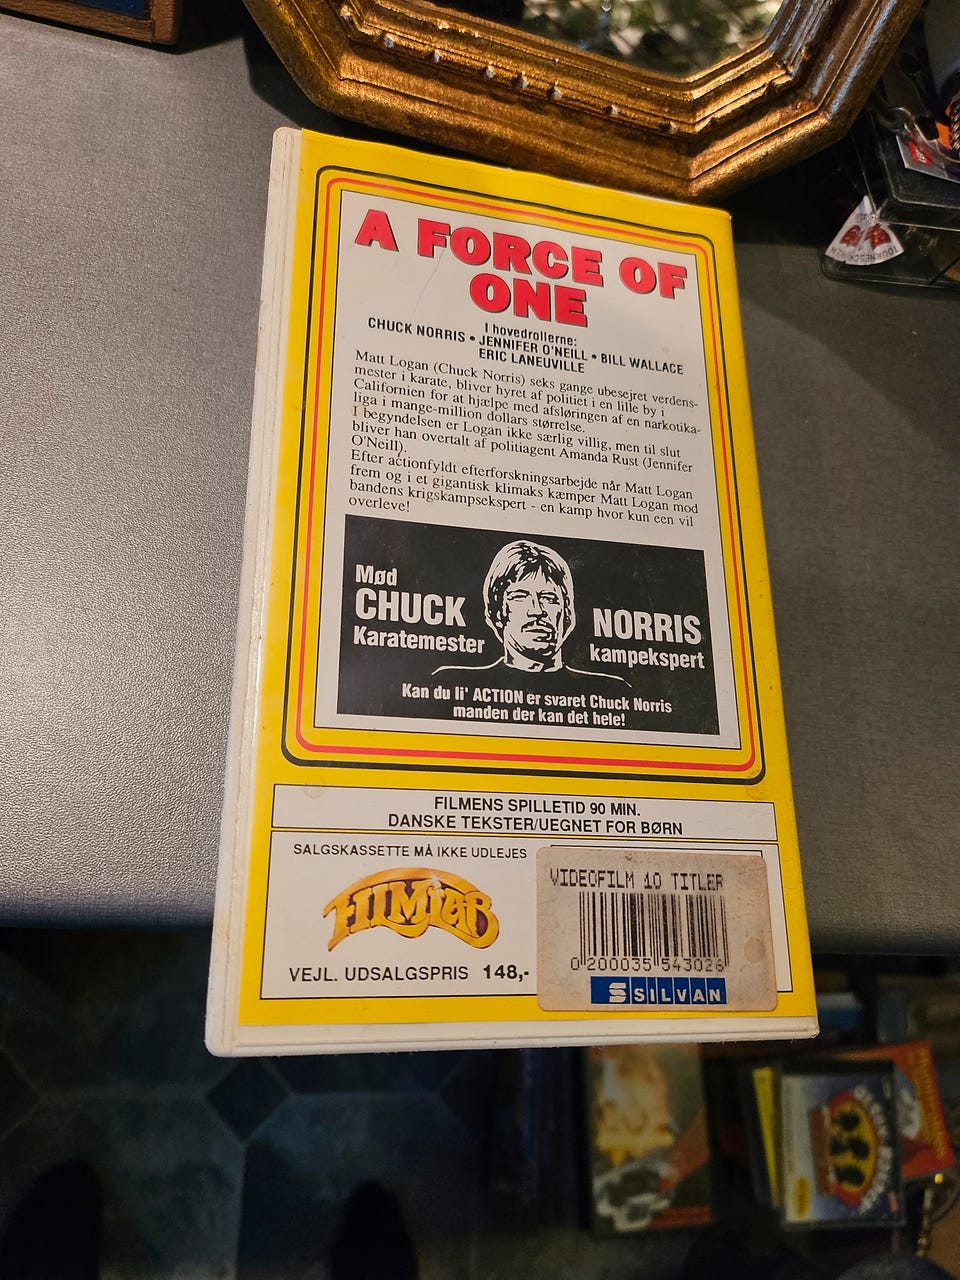 A FORCE OF
ONE
I hovedrollerne:
CHUCK NORRIS • JENNIFER O'NEILL • BILL WALLACE
ERIC LANEUVILLE
Matt Logan (Chuck Norris) seks gange ubesejret verdens-
mester i karate, bliver hyret af politiet i en lille by i
Californien for at hjælpe med afsløringen af en narkotika-
liga i mange-million dollars størrelse.
I begyndelsen er Logan ikke særlig villig, men til slut
bliver han overtalt af politiagent Amanda Rust (Jennifer
O'Neill).
Efter actionfyldt efterforskningsarbejde når Matt Logan
frem og i et gigantisk klimaks kæmper Matt Logan mod
bandens krigskampsekspert - en kamp hvor kun een vil
overleve!
Mød
CHUCK NORRIS
Karatemester kampekspert
Kan du li' ACTION er svaret Chuck Norris
manden der kan det hele!
FILMENS SPILLETID 90 MIN.
DANSKE TEKSTER/UEGNET FOR BØRN
SALGSKASSETTE MÅ IKKE UDLEJES
FILMLAB
VEJL. UDSALGSPRIS 148,-
VIDEOFILM 10 TITLER
0 200035 543026
SILVAN